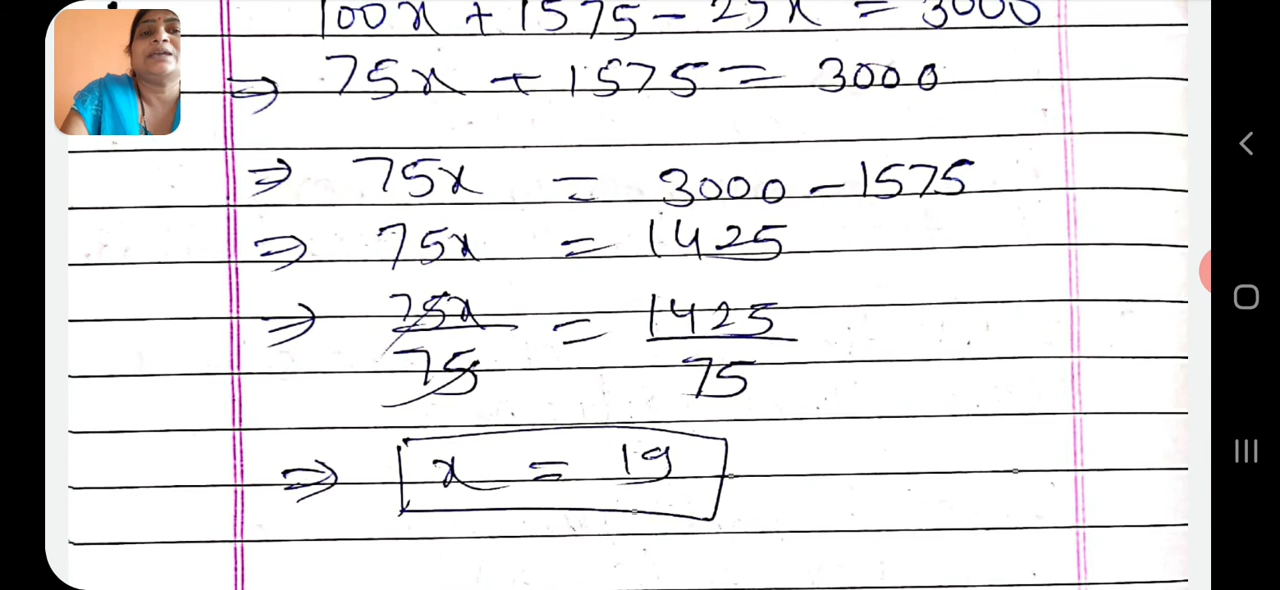 100x + 1575 - 25x = 3000
⇒ 75x + 1575 = 3000
⇒ 75x = 3000 - 1575
⇒ 75x = 1425
⇒ 75x/75 = 1425/75
⇒ x = 19